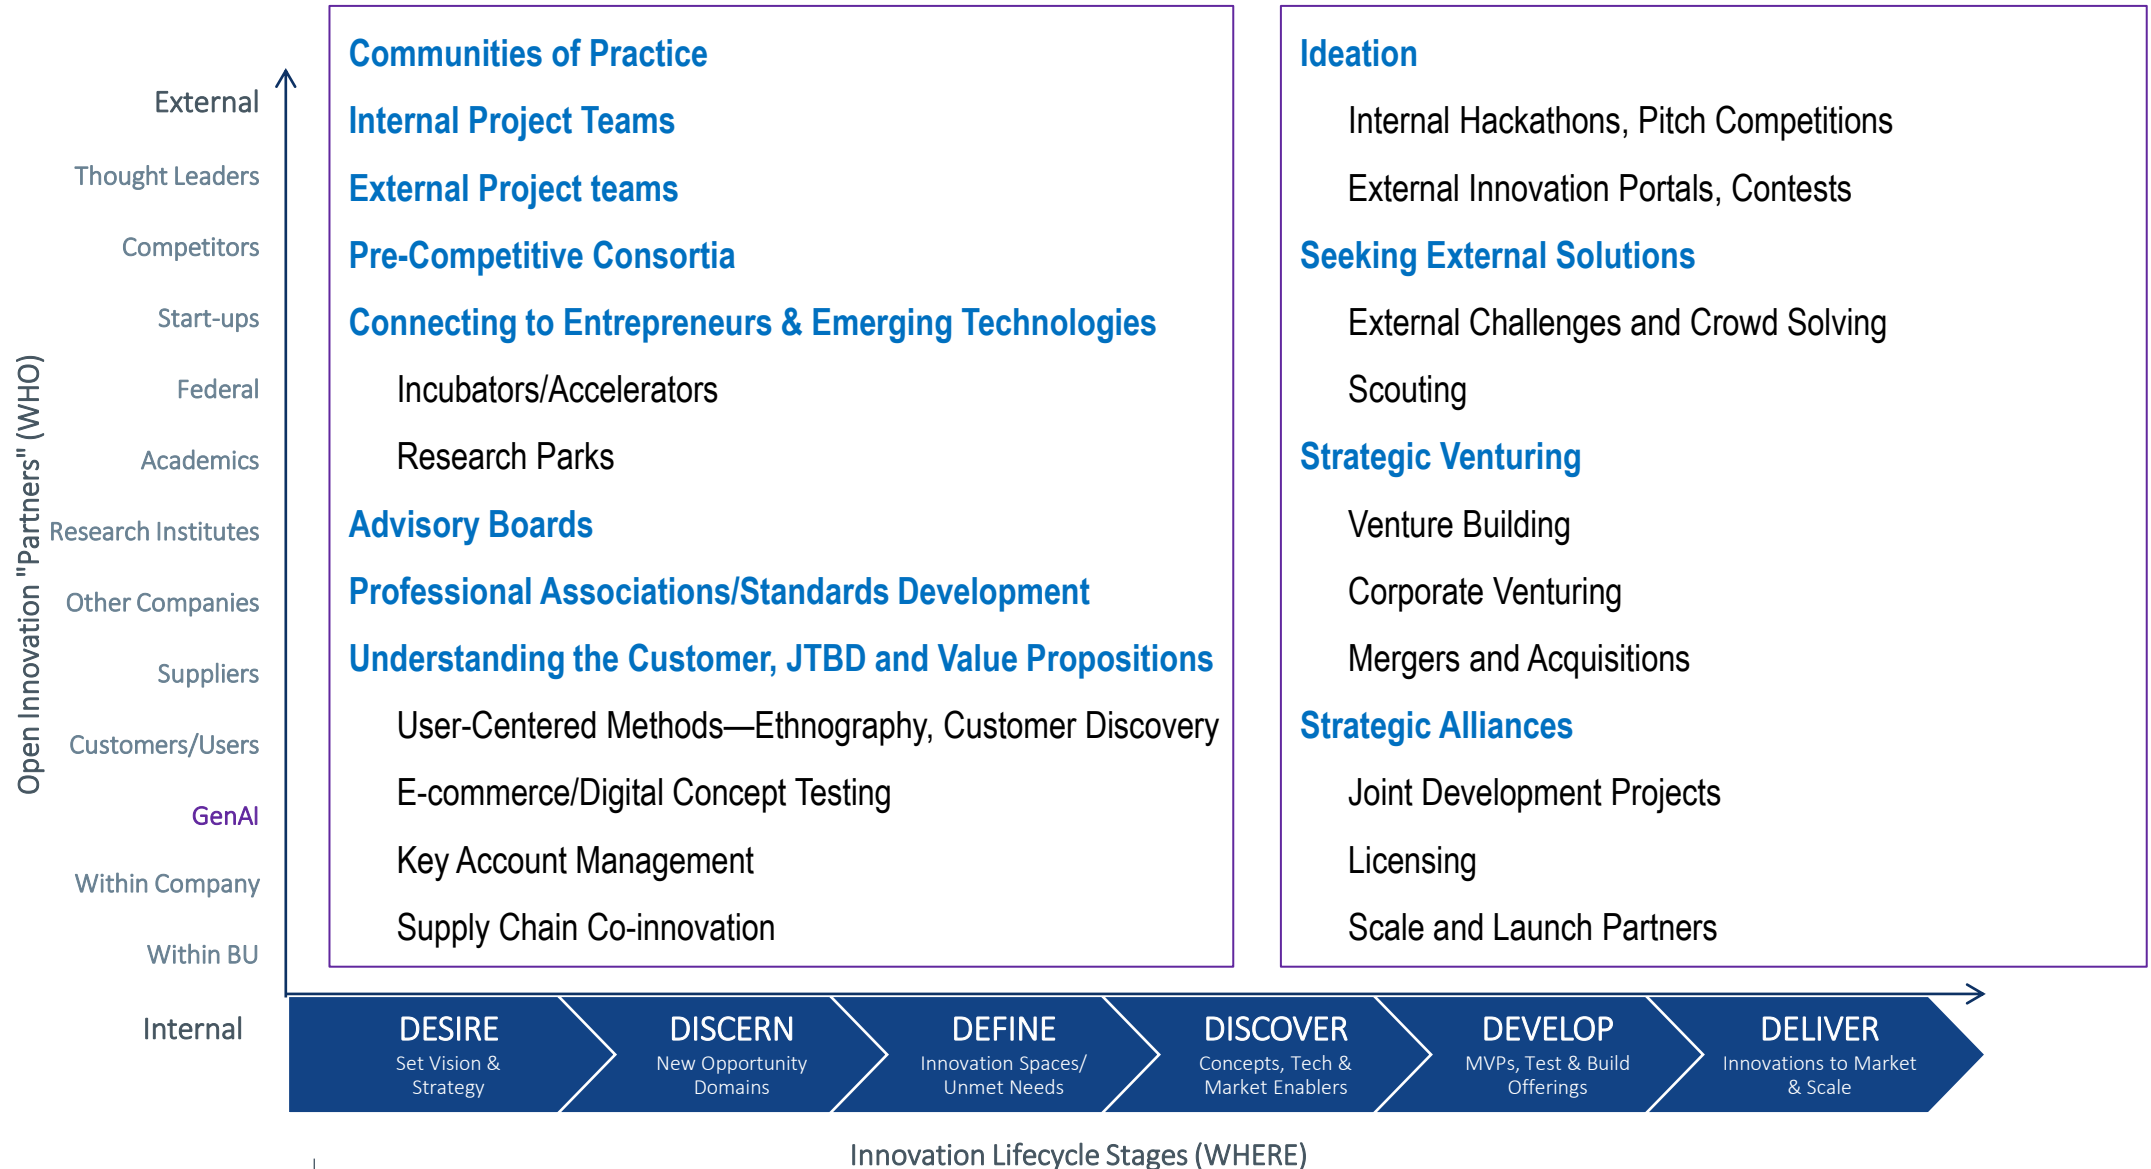 Open Innovation "Partners" (WHO)
External
Thought Leaders
Competitors
Start-ups
Federal
Academics
Research Institutes
Other Companies
Suppliers
Customers/Users
GenAI
Within Company
Within BU
Internal
Communities of Practice
Internal Project Teams
External Project teams
Pre-Competitive Consortia
Connecting to Entrepreneurs & Emerging Technologies
Incubators/Accelerators
Research Parks
Advisory Boards
Professional Associations/Standards Development
Understanding the Customer, JTBD and Value Propositions
User-Centered Methods—Ethnography, Customer Discovery
E-commerce/Digital Concept Testing
Key Account Management
Supply Chain Co-innovation
Ideation
Internal Hackathons, Pitch Competitions
External Innovation Portals, Contests
Seeking External Solutions
External Challenges and Crowd Solving
Scouting
Strategic Venturing
Venture Building
Corporate Venturing
Mergers and Acquisitions
Strategic Alliances
Joint Development Projects
Licensing
Scale and Launch Partners
DESIRE
Set Vision &
Strategy
DISCERN
New Opportunity
Domains
DEFINE
Innovation Spaces/
Unmet Needs
DISCOVER
Concepts, Tech &
Market Enablers
DEVELOP
MVPs, Test & Build
Offerings
DELIVER
Innovations to Market
& Scale
Innovation Lifecycle Stages (WHERE)